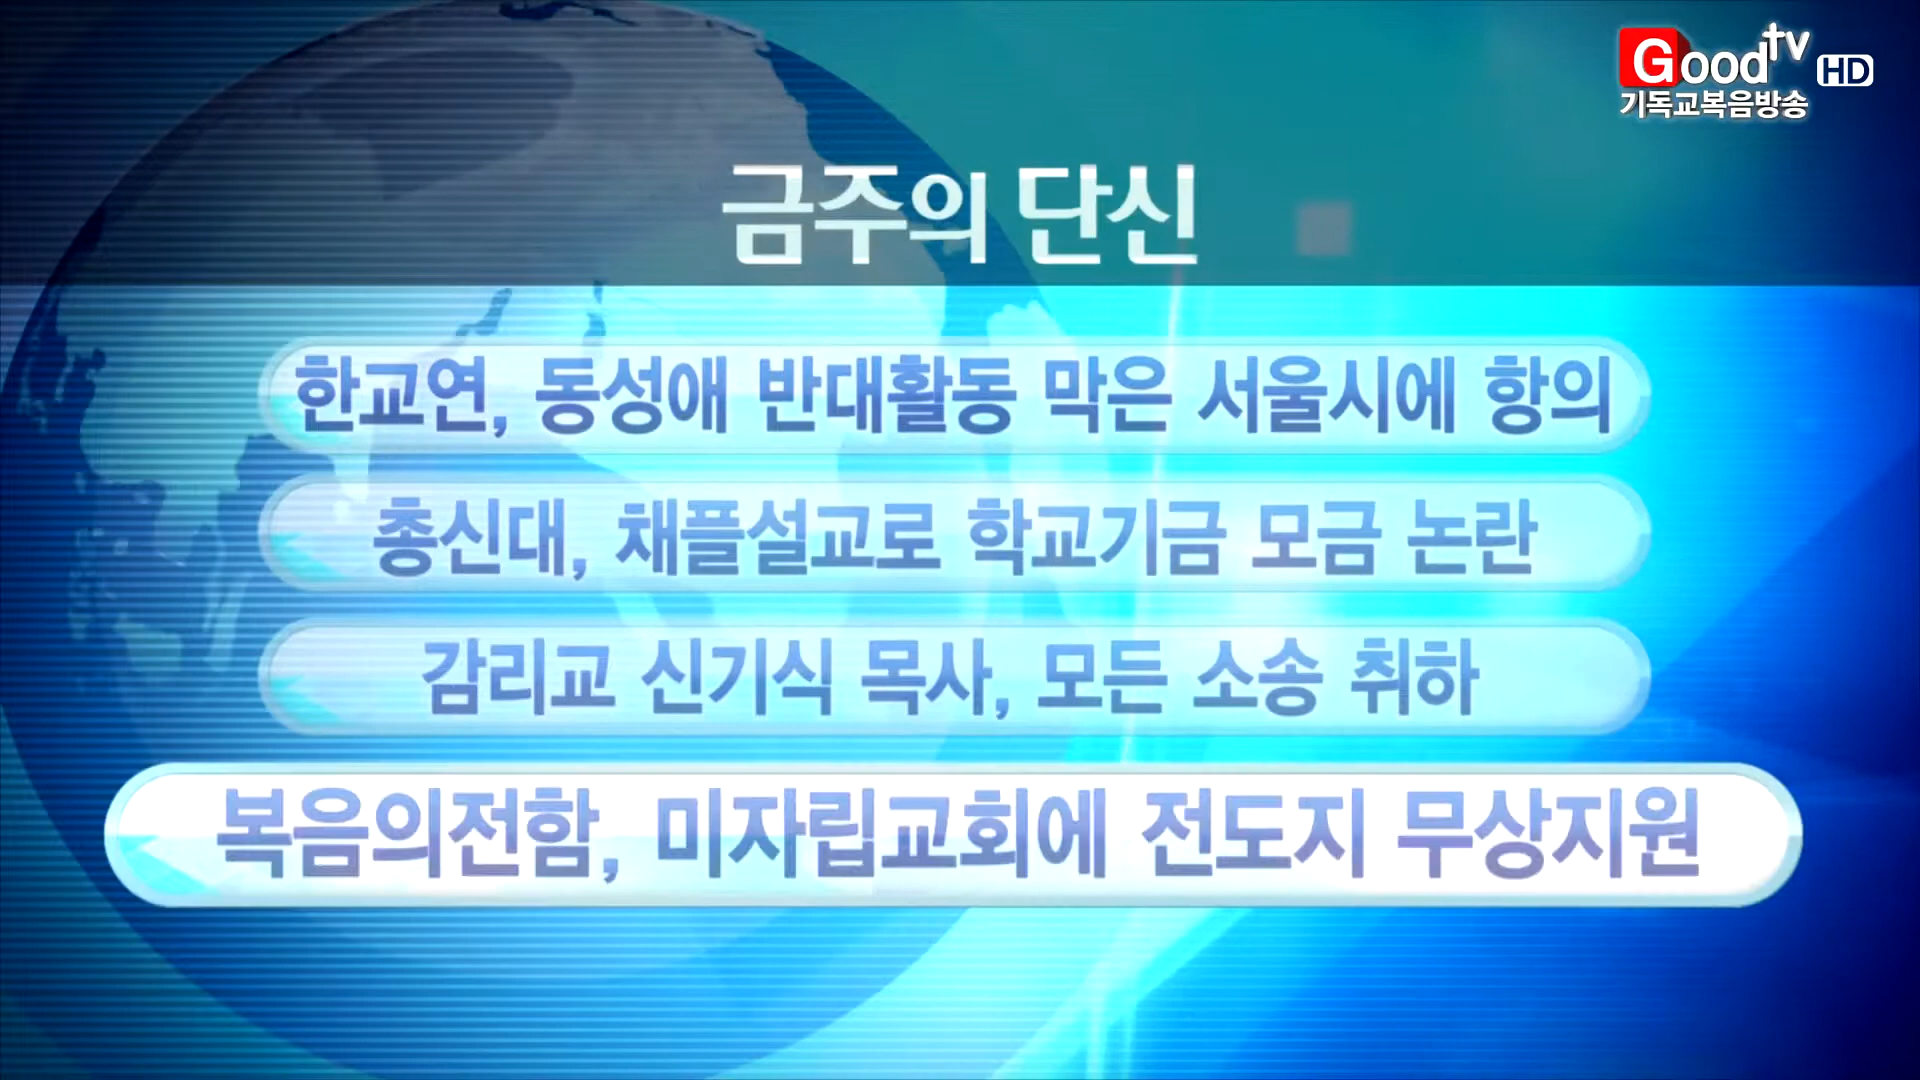 Goodtv HD
기독교복음방송
금주의 단신
한교연, 동성애 반대활동 막은 서울시에 항의
총신대, 채플설교로 학교기금 모금 논란
감리교 신기식 목사, 모든 소송 취하
복음의전함, 미자립교회에 전도지 무상지원